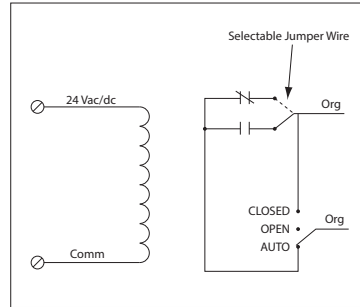 Selectable Jumper Wire
24 Vac/dc
Org
CLOSED
OPEN
Org
AUTO
Comm